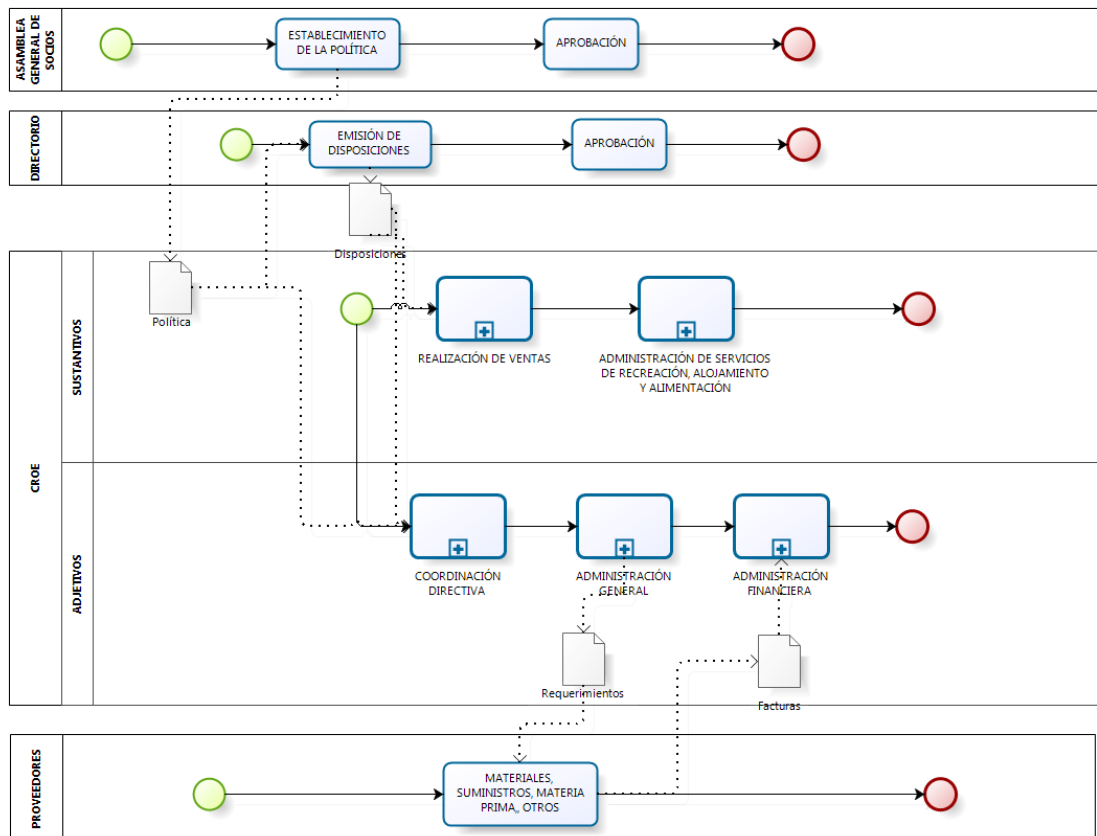 ASAMBLEA
GENERAL DE
SOCIOS
ESTABLECIMIENTO
DE LA POLÍTICA
APROBACIÓN
DIRECTORIO
EMISIÓN DE
DISPOSICIONES
APROBACIÓN
Disposiciones
Política
CROE
SUSTANTIVOS
REALIZACIÓN DE VENTAS
ADMINISTRACIÓN DE SERVICIOS
DE RECREACIÓN, ALOJAMIENTO
Y ALIMENTACIÓN
ADJETIVOS
COORDINACIÓN
DIRECTIVA
ADMINISTRACIÓN
GENERAL
ADMINISTRACIÓN
FINANCIERA
Requerimientos
Facturas
PROVEEDORES
MATERIALES,
SUMINISTROS, MATERIA
PRIMA,, OTROS